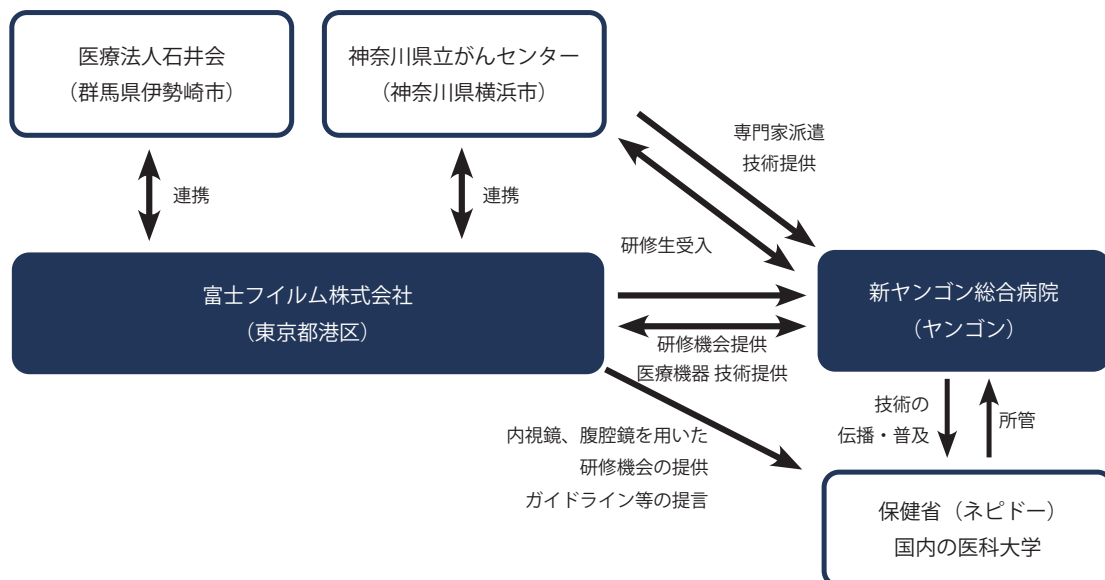 医療法人石井会
（群馬県伊勢崎市）
神奈川県立がんセンター
（神奈川県横浜市）
専門家派遣
技術提供
連携
連携
研修生受入
富士フイルム株式会社
（東京都港区）
新ヤンゴン総合病院
（ヤンゴン）
研修機会提供
医療機器 技術提供
技術の
伝播・普及
所管
内視鏡、腹腔鏡を用いた
研修機会の提供
ガイドライン等の提言
保健省（ネピドー）
国内の医科大学